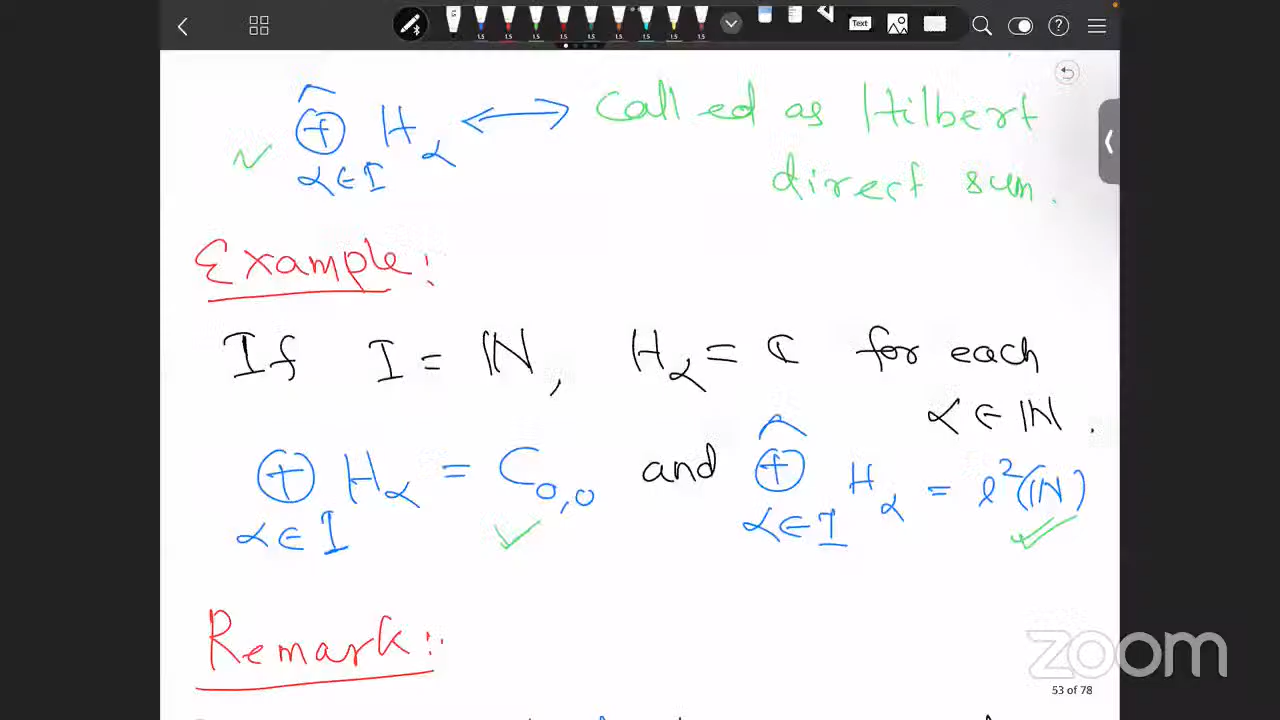 Text
⊕̂ H_α ⟷ called as Hilbert
α∈I direct sum.
Example:
If I = ℕ, H_α = ℂ for each
α ∈ ℕ.
⊕ H_α = C_{0,0} and ⊕̂ H_α = l²(ℕ)
α∈I α∈I
Remark:
zoom
53 of 78